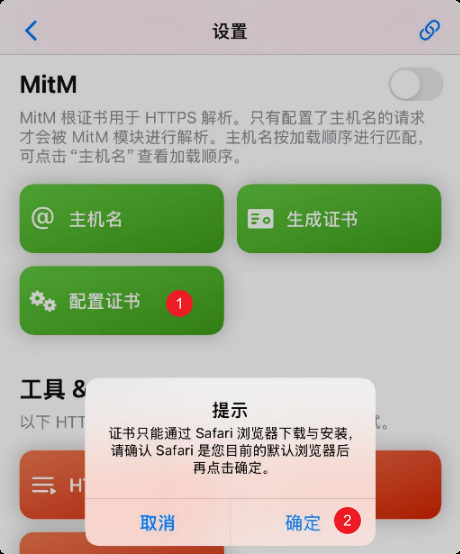 设置
MitM
MitM 根证书用于 HTTPS 解析。只有配置了主机名的请求
才会被 MitM 模块进行解析。主机名按加载顺序进行匹配，
可点击“主机名” 查看加载顺序。
@ 主机名
生成证书
配置证书 1
工具 &
以下 HTT
试。
提示
证书只能通过 Safari 浏览器下载与安装，
请确认 Safari 是您目前的默认浏览器后
再点击确定。
取消
确定 2